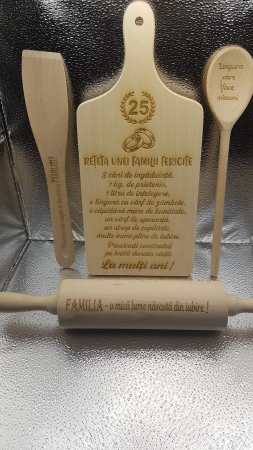 25
REȚETA UNEI FAMILII FERICITE
3 căni de îngăduință,
1 kg. de prietenie,
1 litru de înțelegere,
o lingură cu vârf de zâmbete,
o căpățână mare de bunătate,
un vârf de speranță,
un strop de copilărie,
multe inimi pline de iubire.
Presărați conținutul
pe toată durata vieții.
La mulți ani !
Lingura
care
face
minuni.
FAMILIA - o mică lume născută din iubire !